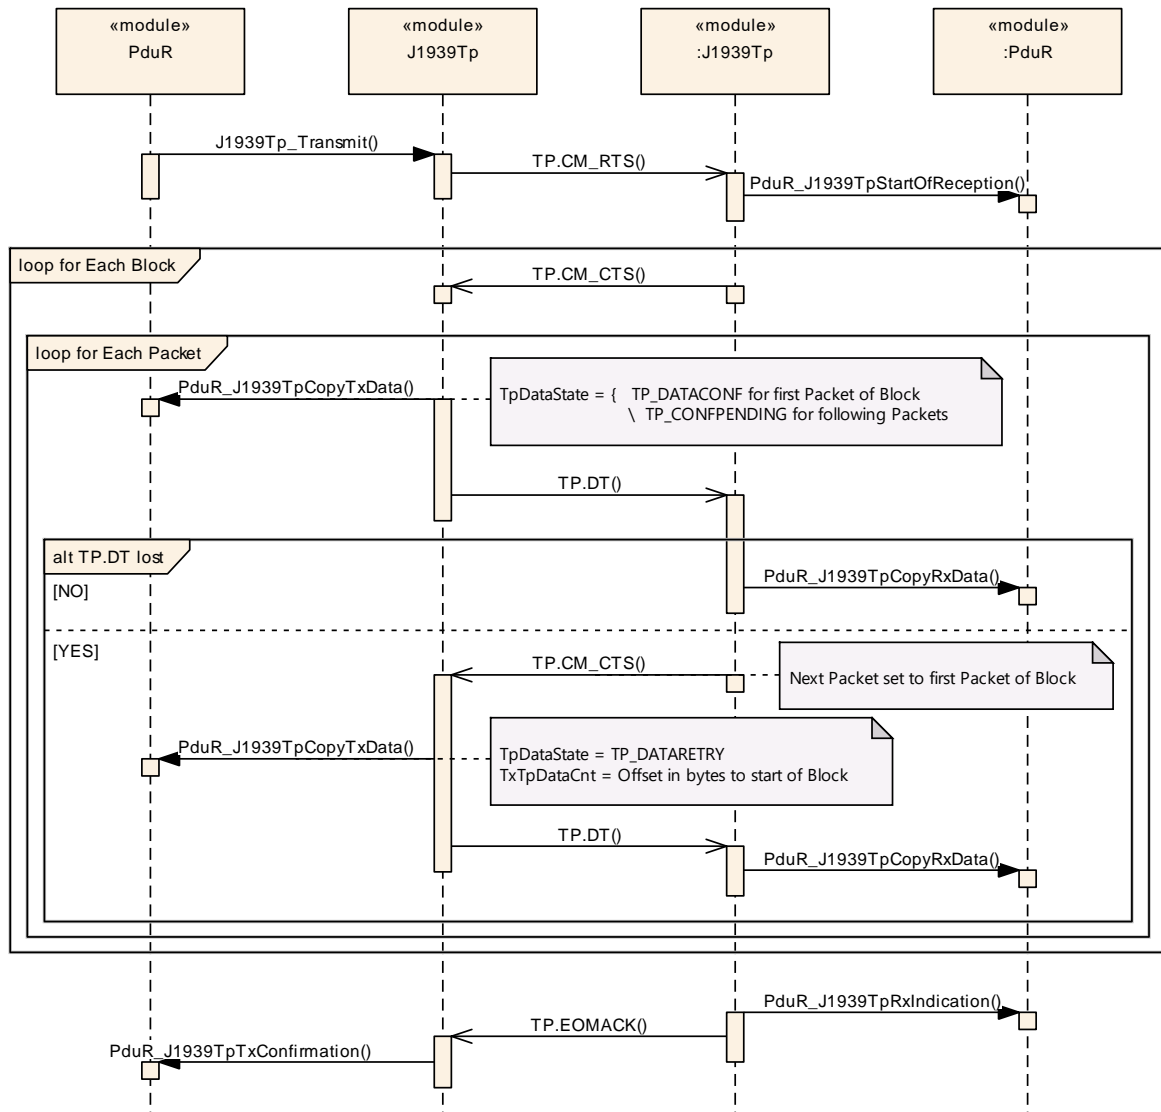 «module»
PduR
«module»
J1939Tp
«module»
:J1939Tp
«module»
:PduR
J1939Tp_Transmit()
TP.CM_RTS()
PduR_J1939TpStartOfReception()
loop for Each Block
TP.CM_CTS()
loop for Each Packet
PduR_J1939TpCopyTxData()
TpDataState = { TP_DATACONF for first Packet of Block
\ TP_CONFPENDING for following Packets
TP.DT()
alt TP.DT lost
PduR_J1939TpCopyRxData()
[NO]
[YES]
TP.CM_CTS()
Next Packet set to first Packet of Block
PduR_J1939TpCopyTxData()
TpDataState = TP_DATARETRY
TxTpDataCnt = Offset in bytes to start of Block
TP.DT()
PduR_J1939TpCopyRxData()
PduR_J1939TpRxIndication()
TP.EOMACK()
PduR_J1939TpTxConfirmation()